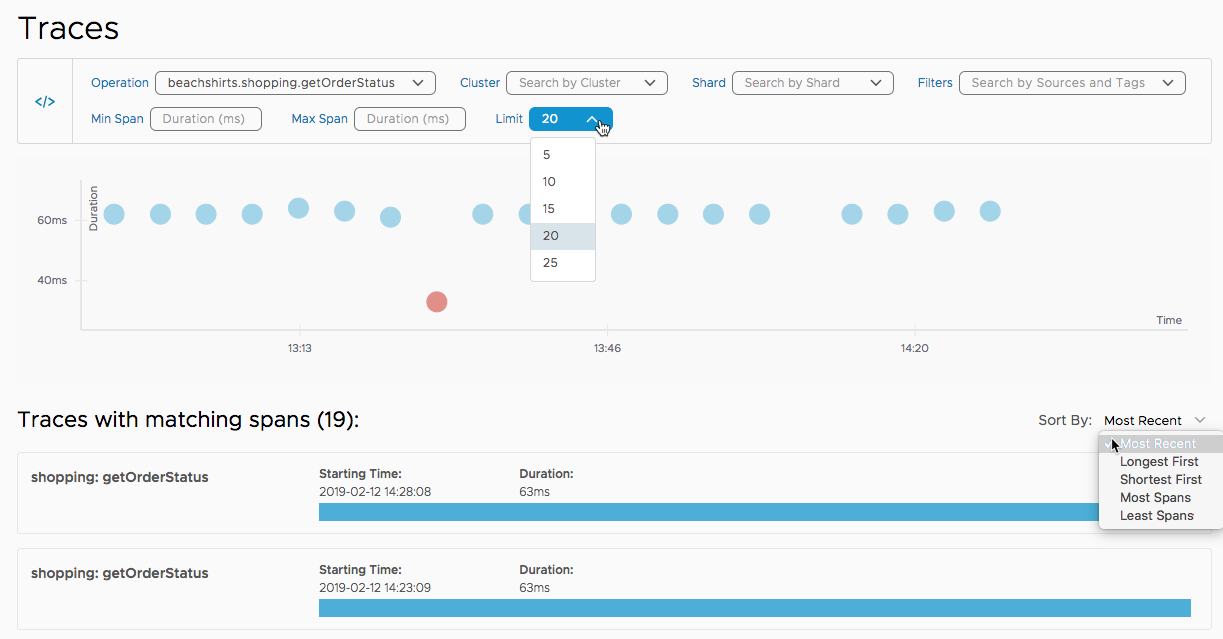 Traces
</>
Operation beachshirts.shopping.getOrderStatus Cluster Search by Cluster Shard Search by Shard Filters Search by Sources and Tags
Min Span Duration (ms) Max Span Duration (ms) Limit 20
5
10
15
20
25
Duration
60ms
40ms
Time
13:13 13:46 14:20
Traces with matching spans (19):
Sort By: Most Recent
Most Recent
Longest First
Shortest First
Most Spans
Least Spans
shopping: getOrderStatus
Starting Time: Duration:
2019-02-12 14:28:08 63ms
shopping: getOrderStatus
Starting Time: Duration:
2019-02-12 14:23:09 63ms